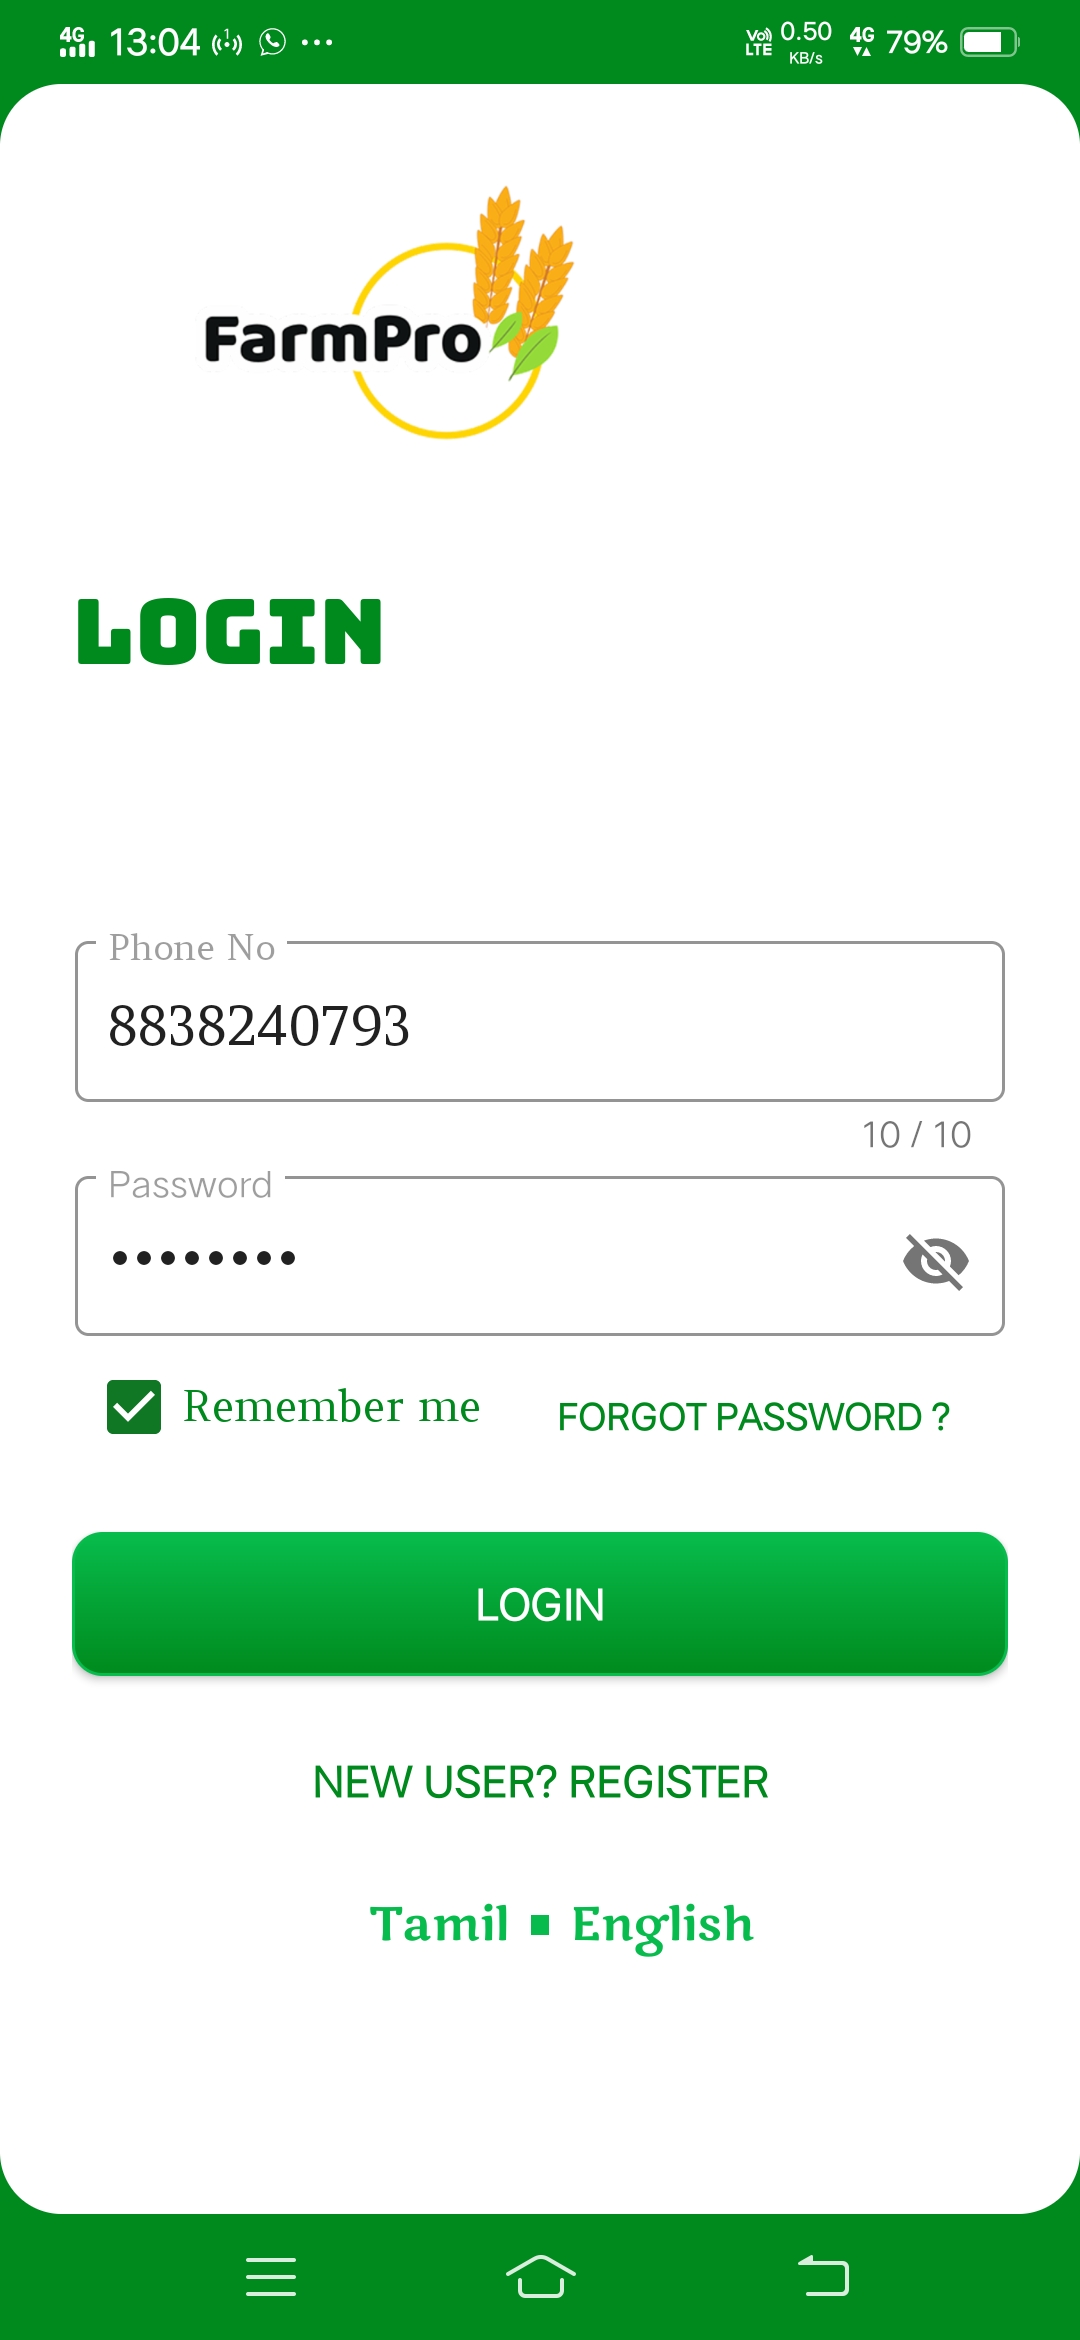 4G 13:04 1 ... Vo)) LTE 0.50 KB/s 4G 79%
FarmPro
LOGIN
Phone No
8838240793
10 / 10
Password
••••••••
Remember me FORGOT PASSWORD ?
LOGIN
NEW USER? REGISTER
Tamil ▪ English